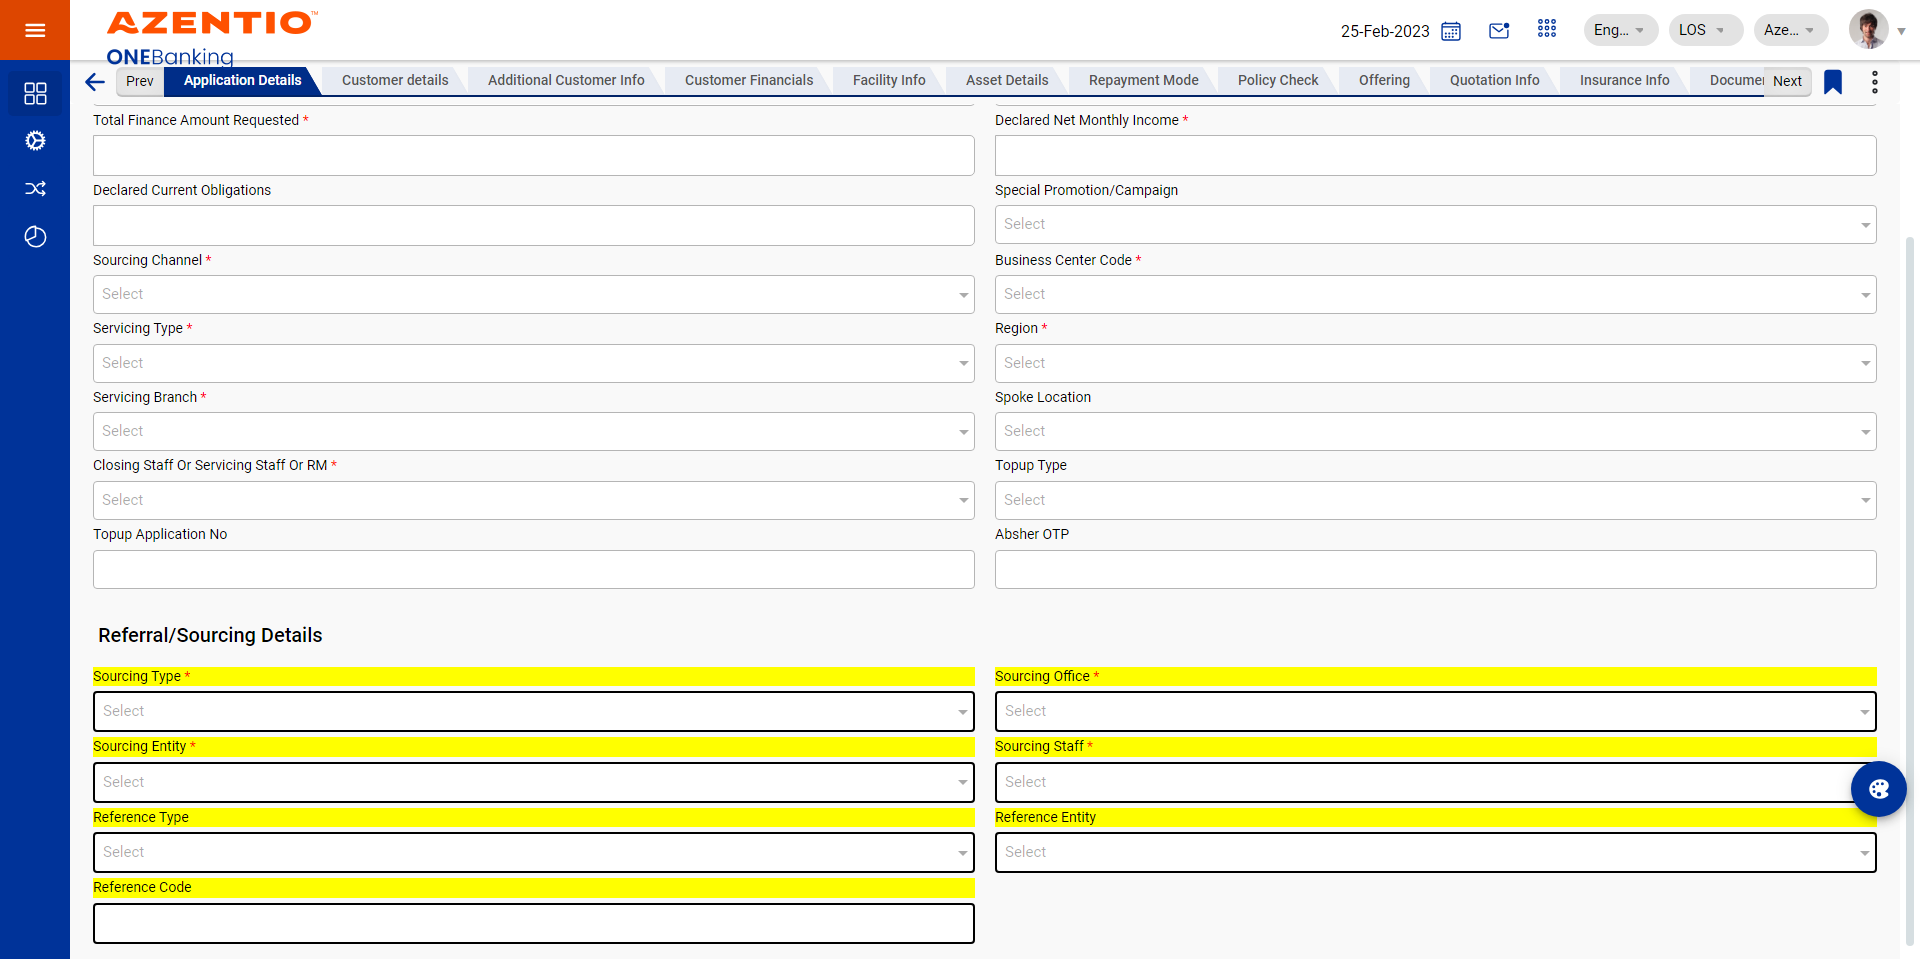 AZENTIO™
ONEBanking
25-Feb-2023
Eng...
LOS
Aze...
Prev
Application Details
Customer details
Additional Customer Info
Customer Financials
Facility Info
Asset Details
Repayment Mode
Policy Check
Offering
Quotation Info
Insurance Info
Documen
Next
Total Finance Amount Requested *
Declared Net Monthly Income *
Declared Current Obligations
Special Promotion/Campaign
Select
Sourcing Channel *
Business Center Code *
Select
Select
Servicing Type *
Region *
Select
Select
Servicing Branch *
Spoke Location
Select
Select
Closing Staff Or Servicing Staff Or RM *
Topup Type
Select
Select
Topup Application No
Absher OTP
Referral/Sourcing Details
Sourcing Type *
Sourcing Office *
Select
Select
Sourcing Entity *
Sourcing Staff *
Select
Select
Reference Type
Reference Entity
Select
Select
Reference Code